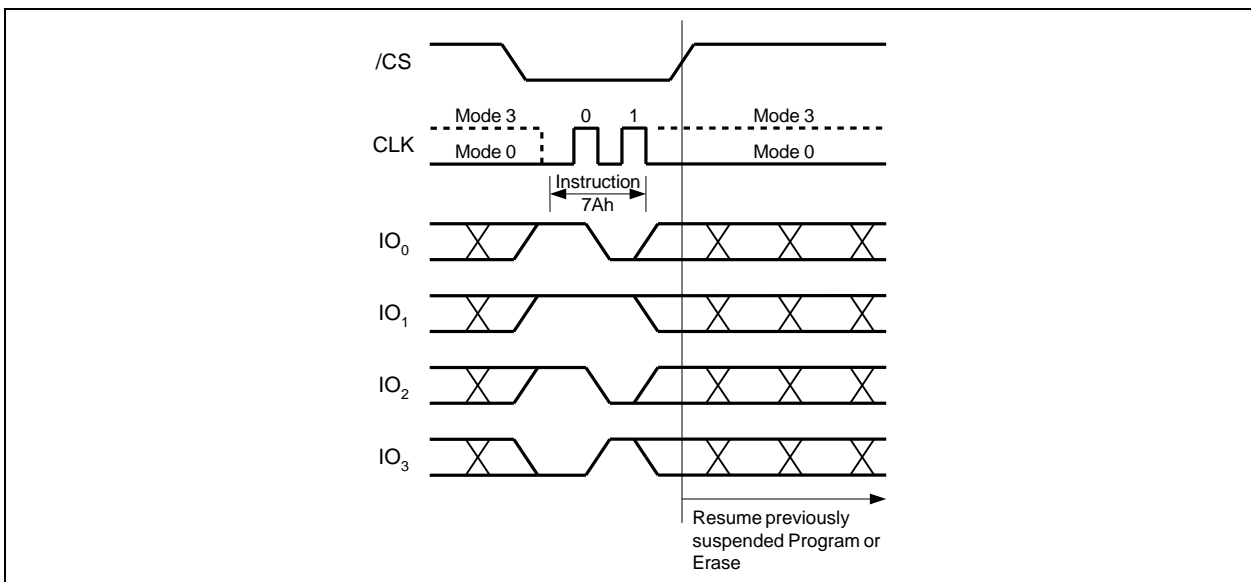 /CS
Mode 3 0 1 Mode 3
CLK
Mode 0 Mode 0
Instruction
7Ah
IO0
IO1
IO2
IO3
Resume previously
suspended Program or
Erase